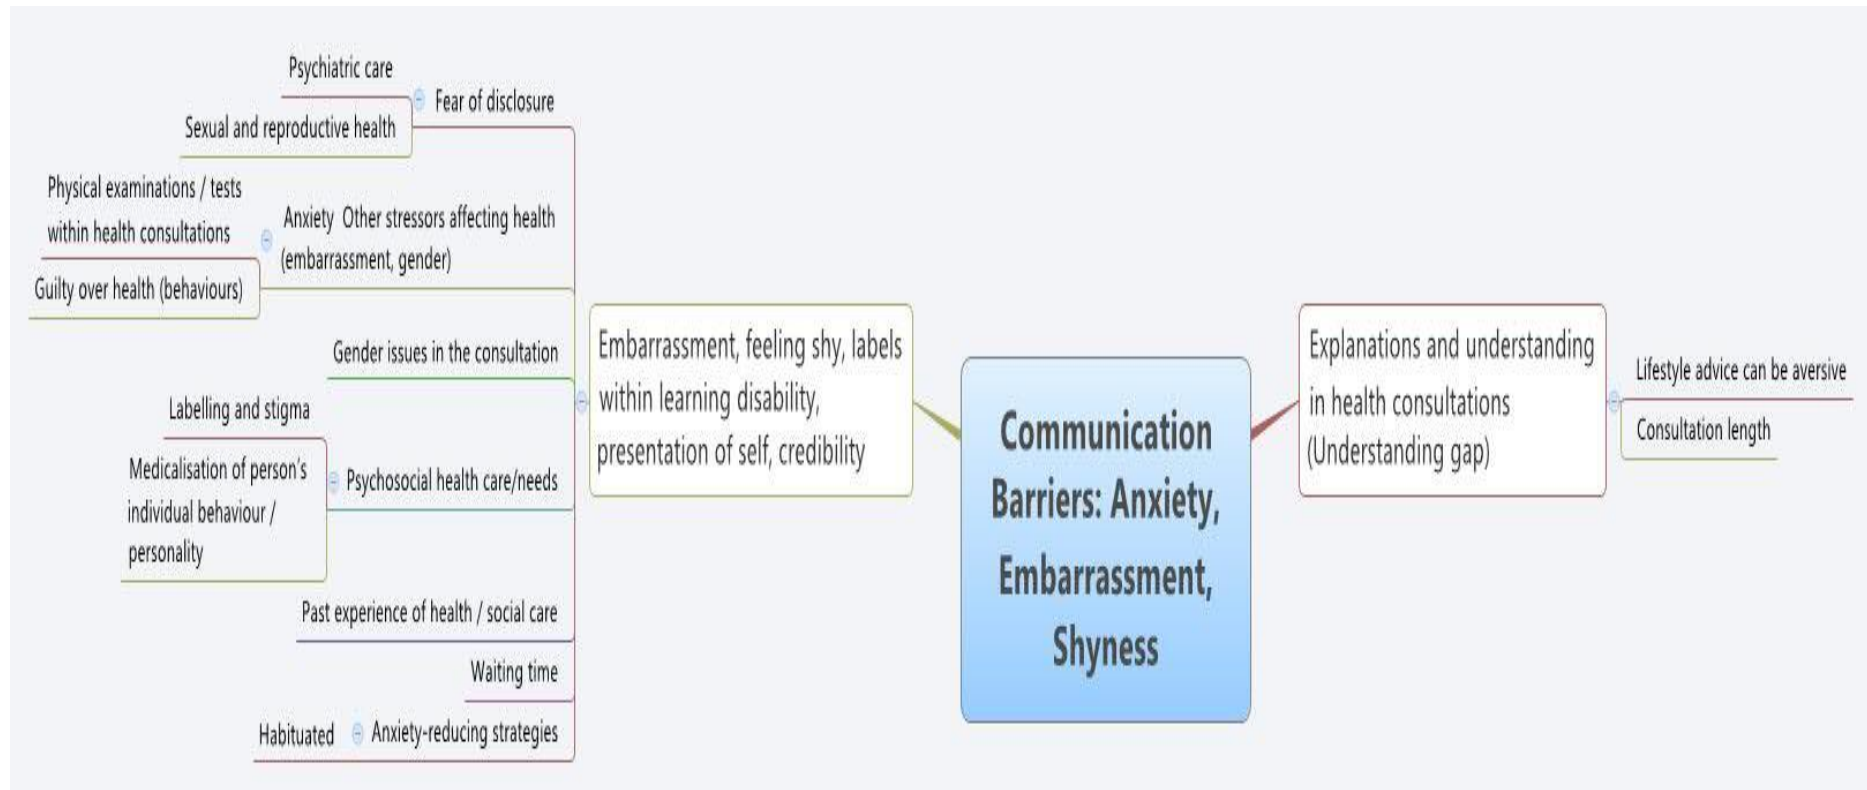 Psychiatric care
Fear of disclosure
Sexual and reproductive health
Physical examinations / tests
within health consultations
Anxiety Other stressors affecting health
(embarrassment, gender)
Guilty over health (behaviours)
Gender issues in the consultation
Labelling and stigma
Medicalisation of person's
individual behaviour /
personality
Psychosocial health care/needs
Past experience of health / social care
Waiting time
Habituated
Anxiety-reducing strategies
Embarrassment, feeling shy, labels
within learning disability,
presentation of self, credibility
Communication
Barriers: Anxiety,
Embarrassment,
Shyness
Explanations and understanding
in health consultations
(Understanding gap)
Lifestyle advice can be aversive
Consultation length